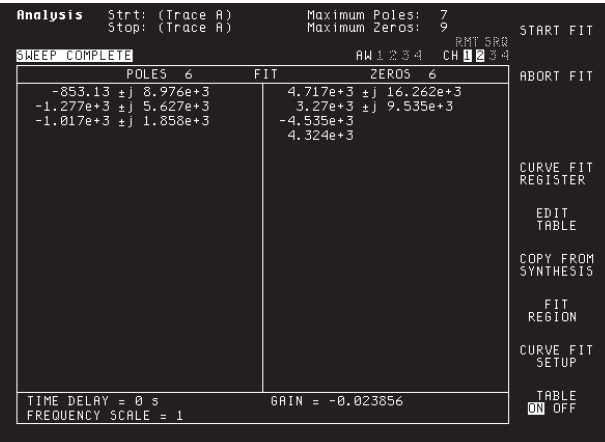 Analysis Strt: (Trace A) Maximum Poles: 7
Stop: (Trace A) Maximum Zeros: 9
RMT SRQ
SWEEP COMPLETE AW 1 2 3 4 CH 1 2 3 4
POLES 6 FIT ZEROS 6
-853.13 ±j 8.976e+3 4.717e+3 ±j 16.262e+3
-1.277e+3 ±j 5.627e+3 3.27e+3 ±j 9.535e+3
-1.017e+3 ±j 1.858e+3 -4.535e+3
4.324e+3
TIME DELAY = 0 s GAIN = -0.023856
FREQUENCY SCALE = 1
START FIT
ABORT FIT
CURVE FIT
REGISTER
EDIT
TABLE
COPY FROM
SYNTHESIS
FIT
REGION
CURVE FIT
SETUP
TABLE
ON OFF